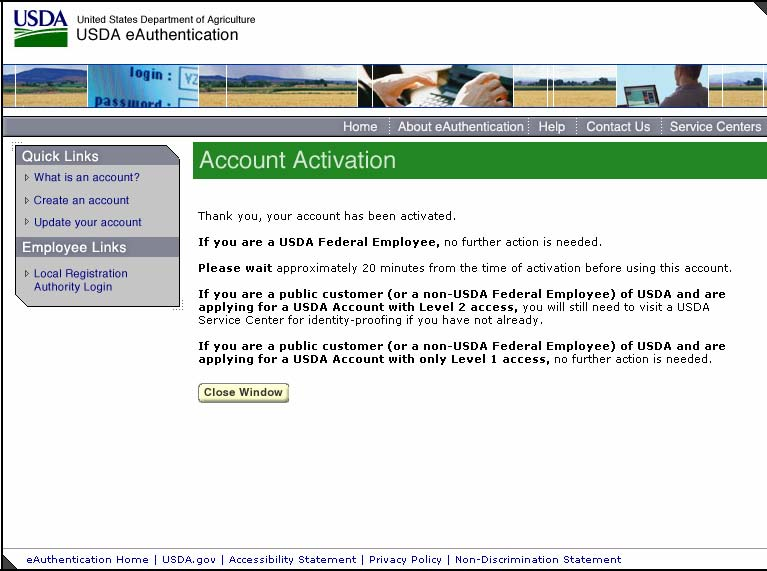 USDA
United States Department of Agriculture
USDA eAuthentication
login :
password :
YZ
Home
About eAuthentication
Help
Contact Us
Service Centers
Quick Links
What is an account?
Create an account
Update your account
Employee Links
Local Registration
Authority Login
Account Activation
Thank you, your account has been activated.
If you are a USDA Federal Employee, no further action is needed.
Please wait approximately 20 minutes from the time of activation before using this account.
If you are a public customer (or a non-USDA Federal Employee) of USDA and are
applying for a USDA Account with Level 2 access, you will still need to visit a USDA
Service Center for identity-proofing if you have not already.
If you are a public customer (or a non-USDA Federal Employee) of USDA and are
applying for a USDA Account with only Level 1 access, no further action is needed.
Close Window
eAuthentication Home | USDA.gov | Accessibility Statement | Privacy Policy | Non-Discrimination Statement